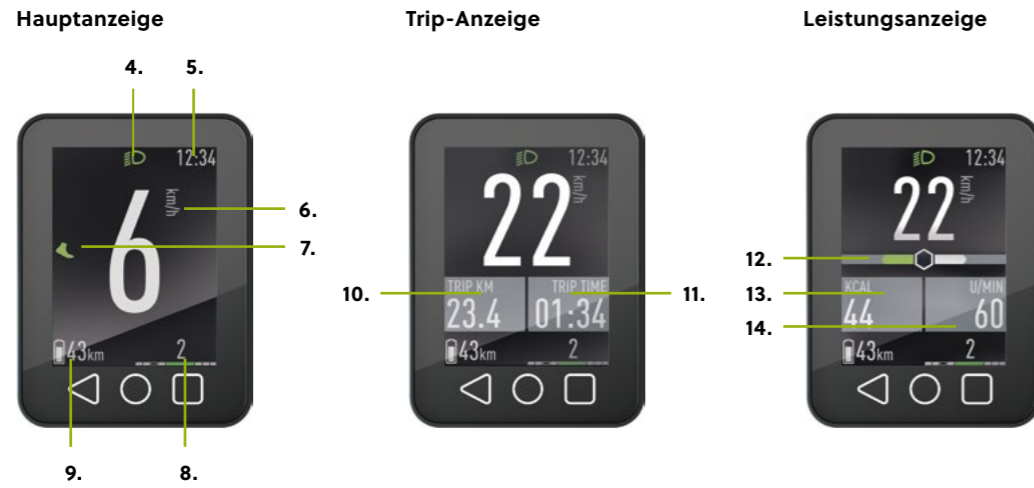 Hauptanzeige
Trip-Anzeige
Leistungsanzeige
4.
5.
12:34
km/h
6
6.
7.
43km
2
9.
8.
12:34
km/h
22
10.
TRIP KM
23.4
TRIP TIME
01:34
11.
43km
2
12:34
km/h
22
12.
13.
KCAL
44
14.
U/MIN
60
43km
2